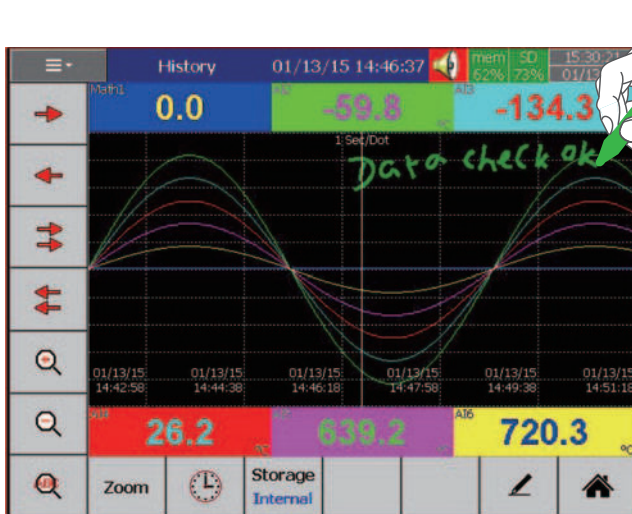 History 01/13/15 14:46:37 mem 62% SD 73% 15:30:21
Math1 0.0 AI2 -59.8 °C AI3 -134.3
1 Sec/Dot
Data check ok
01/13/15 01/13/15 01/13/15 01/13/15 01/13/15 01/13/15
14:42:58 14:44:38 14:46:18 14:47:58 14:49:38 14:51:18
26.2 °C 639.2 AI6 720.3 °C
Zoom Storage
Internal